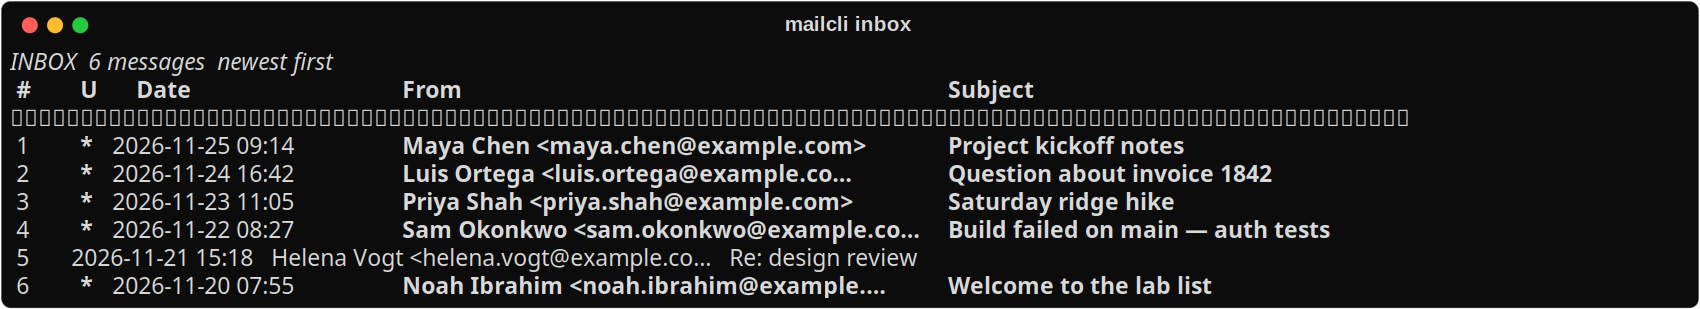 mailcli inbox
INBOX 6 messages newest first
# U Date From Subject
1 * 2026-11-25 09:14 Maya Chen <maya.chen@example.com> Project kickoff notes
2 * 2026-11-24 16:42 Luis Ortega <luis.ortega@example.co… Question about invoice 1842
3 * 2026-11-23 11:05 Priya Shah <priya.shah@example.com> Saturday ridge hike
4 * 2026-11-22 08:27 Sam Okonkwo <sam.okonkwo@example.co… Build failed on main — auth tests
5 2026-11-21 15:18 Helena Vogt <helena.vogt@example.co… Re: design review
6 * 2026-11-20 07:55 Noah Ibrahim <noah.ibrahim@example.… Welcome to the lab list